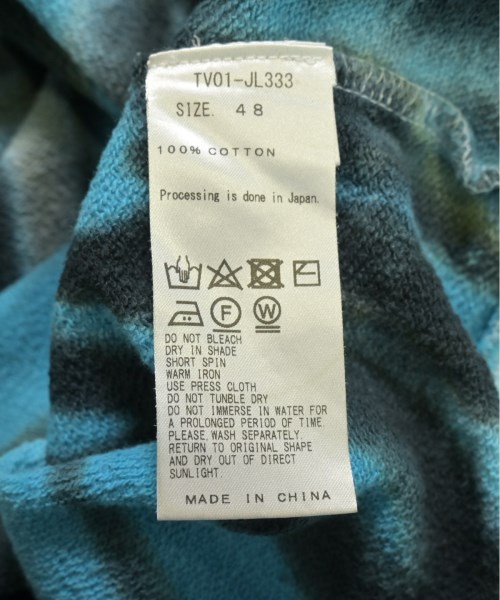 TV01-JL333
SIZE. 48
100% COTTON
Processing is done in Japan.
F W
DO NOT BLEACH
DRY IN SHADE
SHORT SPIN
WARM IRON
USE PRESS CLOTH
DO NOT TUNBLE DRY
DO NOT IMMERSE IN WATER FOR
A PROLONGED PERIOD OF TIME.
PLEASE WASH SEPARATELY.
RETURN TO ORIGINAL SHAPE
AND DRY OUT OF DIRECT
SUNLIGHT.
MADE IN CHINA